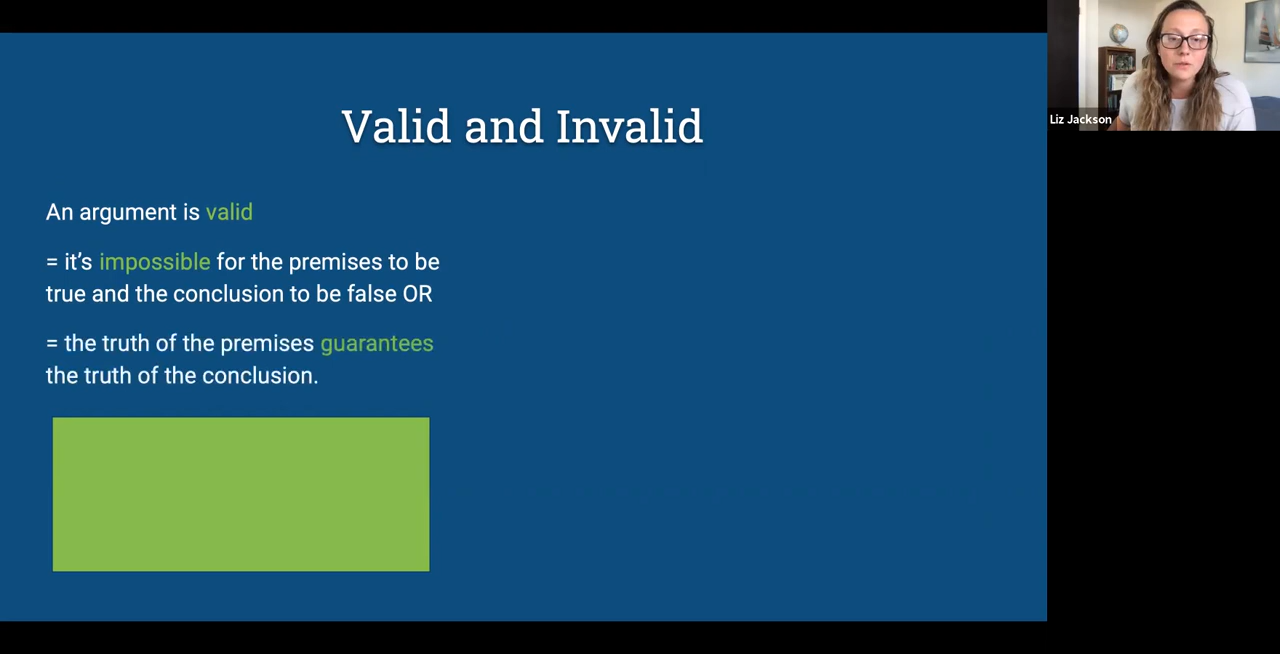 Valid and Invalid
An argument is valid
= it’s impossible for the premises to be
true and the conclusion to be false OR
= the truth of the premises guarantees
the truth of the conclusion.
Liz Jackson